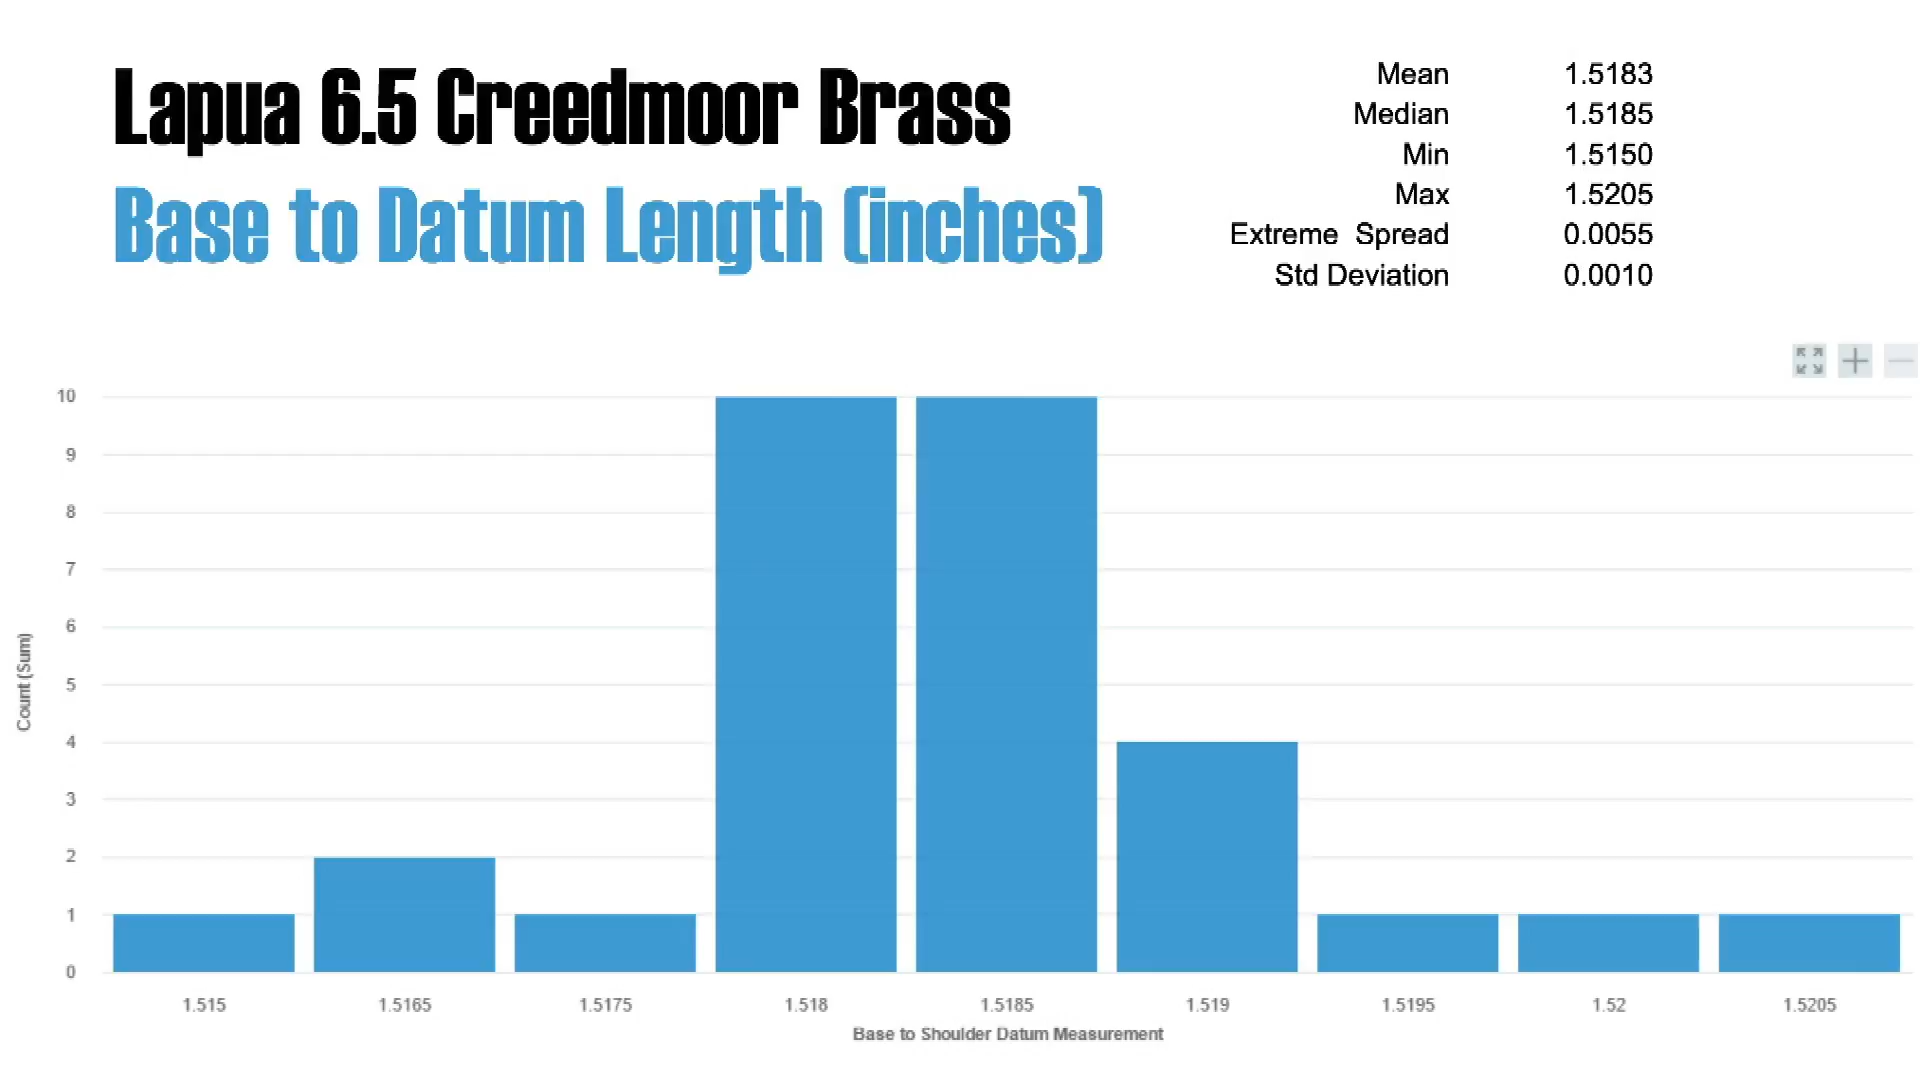 Lapua 6.5 Creedmoor Brass
Base to Datum Length (inches)
Mean 1.5183
Median 1.5185
Min 1.5150
Max 1.5205
Extreme Spread 0.0055
Std Deviation 0.0010
10
9
8
7
6
5
4
3
2
1
0
Count (Sum)
1.515 1.5165 1.5175 1.518 1.5185 1.519 1.5195 1.52 1.5205
Base to Shoulder Datum Measurement